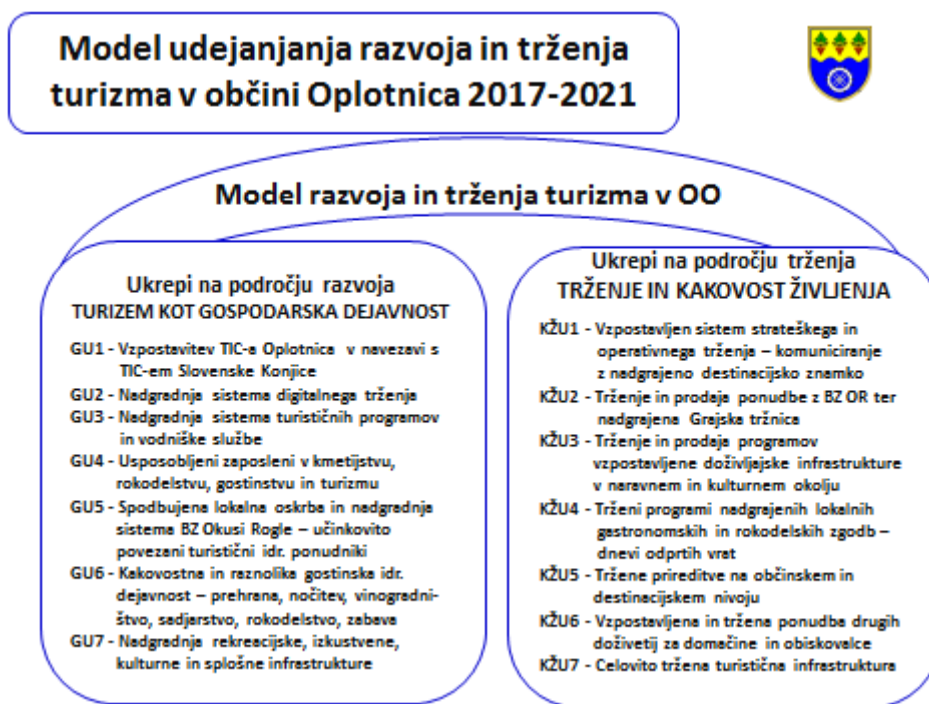 Model udejanjanja razvoja in trženja
turizma v občini Oplotnica 2017-2021
Model razvoja in trženja turizma v OO
Ukrepi na področju razvoja
TURIZEM KOT GOSPODARSKA DEJAVNOST
GU1 - Vzpostavitev TIC-a Oplotnica v navezavi s
TIC-em Slovenske Konjice
GU2 - Nadgradnja sistema digitalnega trženja
GU3 - Nadgradnja sistema turističnih programov
in vodniške službe
GU4 - Usposobljeni zaposleni v kmetijstvu,
rokodelstvu, gostinstvu in turizmu
GU5 - Spodbujena lokalna oskrba in nadgradnja
sistema BZ Okusi Rogle – učinkovito
povezani turistični idr. ponudniki
GU6 - Kakovostna in raznolika gostinska idr.
dejavnost – prehrana, nočitev, vinogradni-
štvo, sadjarstvo, rokodelstvo, zabava
GU7 - Nadgradnja rekreacijske, izkustvene,
kulturne in splošne infrastrukture
Ukrepi na področju trženja
TRŽENJE IN KAKOVOST ŽIVLJENJA
KŽU1 - Vzpostavljen sistem strateškega in
operativnega trženja – komuniciranje
z nadgrajeno destinacijsko znamko
KŽU2 - Trženje in prodaja ponudbe z BZ OR ter
nadgrajena Grajska tržnica
KŽU3 - Trženje in prodaja programov
vzpostavljene doživljajske infrastrukture
v naravnem in kulturnem okolju
KŽU4 - Trženi programi nadgrajenih lokalnih
gastronomskih in rokodelskih zgodb –
dnevi odprtih vrat
KŽU5 - Tržene prireditve na občinskem in
destinacijskem nivoju
KŽU6 - Vzpostavljena in tržena ponudba drugih
doživetij za domačine in obiskovalce
KŽU7 - Celovito tržena turistična infrastruktura